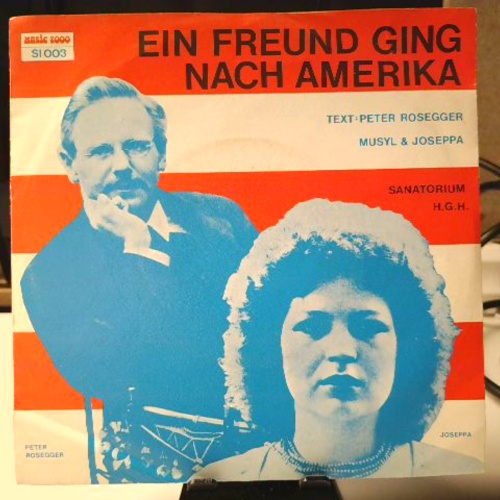 music 2000
SI 003
EIN FREUND GING
NACH AMERIKA
TEXT: PETER ROSEGGER
MUSYL & JOSEPPA
SANATORIUM
H.G.H.
PETER
ROSEGGER
JOSEPPA